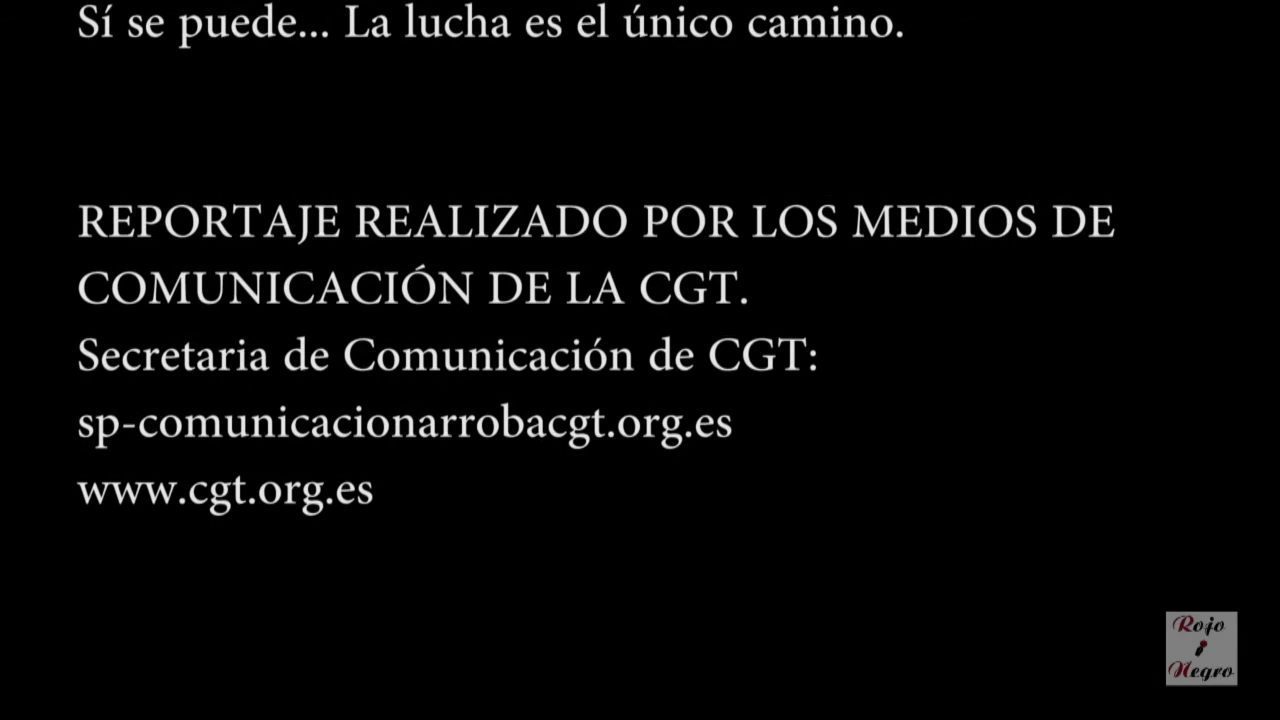 Sí se puede... La lucha es el único camino.
REPORTAJE REALIZADO POR LOS MEDIOS DE
COMUNICACIÓN DE LA CGT.
Secretaria de Comunicación de CGT:
sp-comunicacionarrobacgt.org.es
www.cgt.org.es
Rojo
Negro